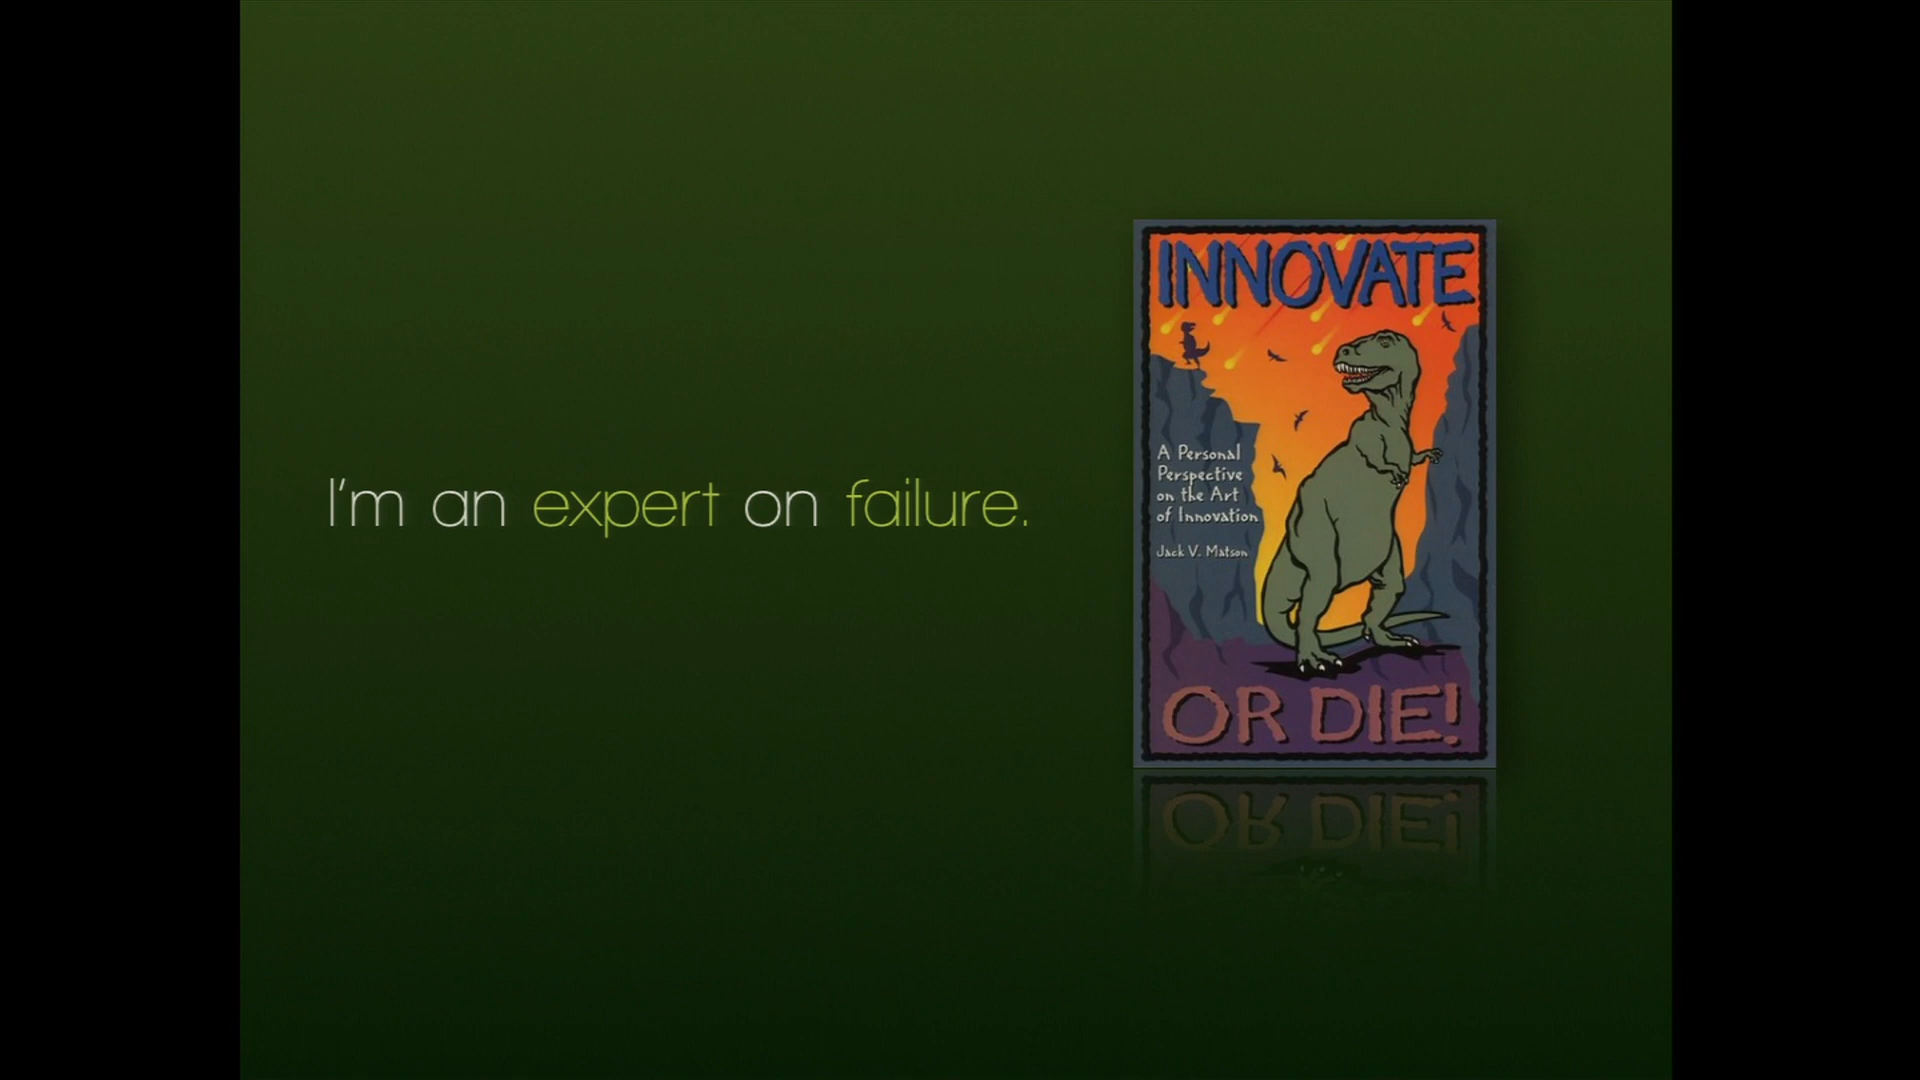 I'm an expert on failure.
INNOVATE
A Personal
Perspective
on the Art
of Innovation
Jack V. Matson
OR DIE!